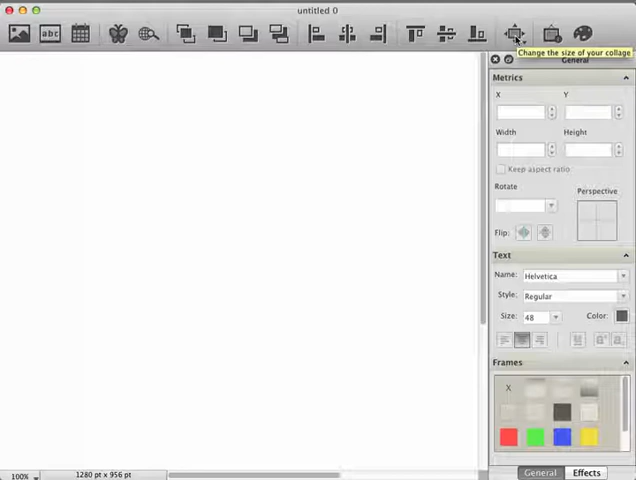 untitled 0
abc
Change the size of your collage
General
Metrics
X Y
Width Height
Keep aspect ratio
Rotate
Perspective
Flip:
Text
Name: Helvetica
Style: Regular
Size: 48 Color:
Frames
X
100% 1280 pt x 956 pt
General Effects